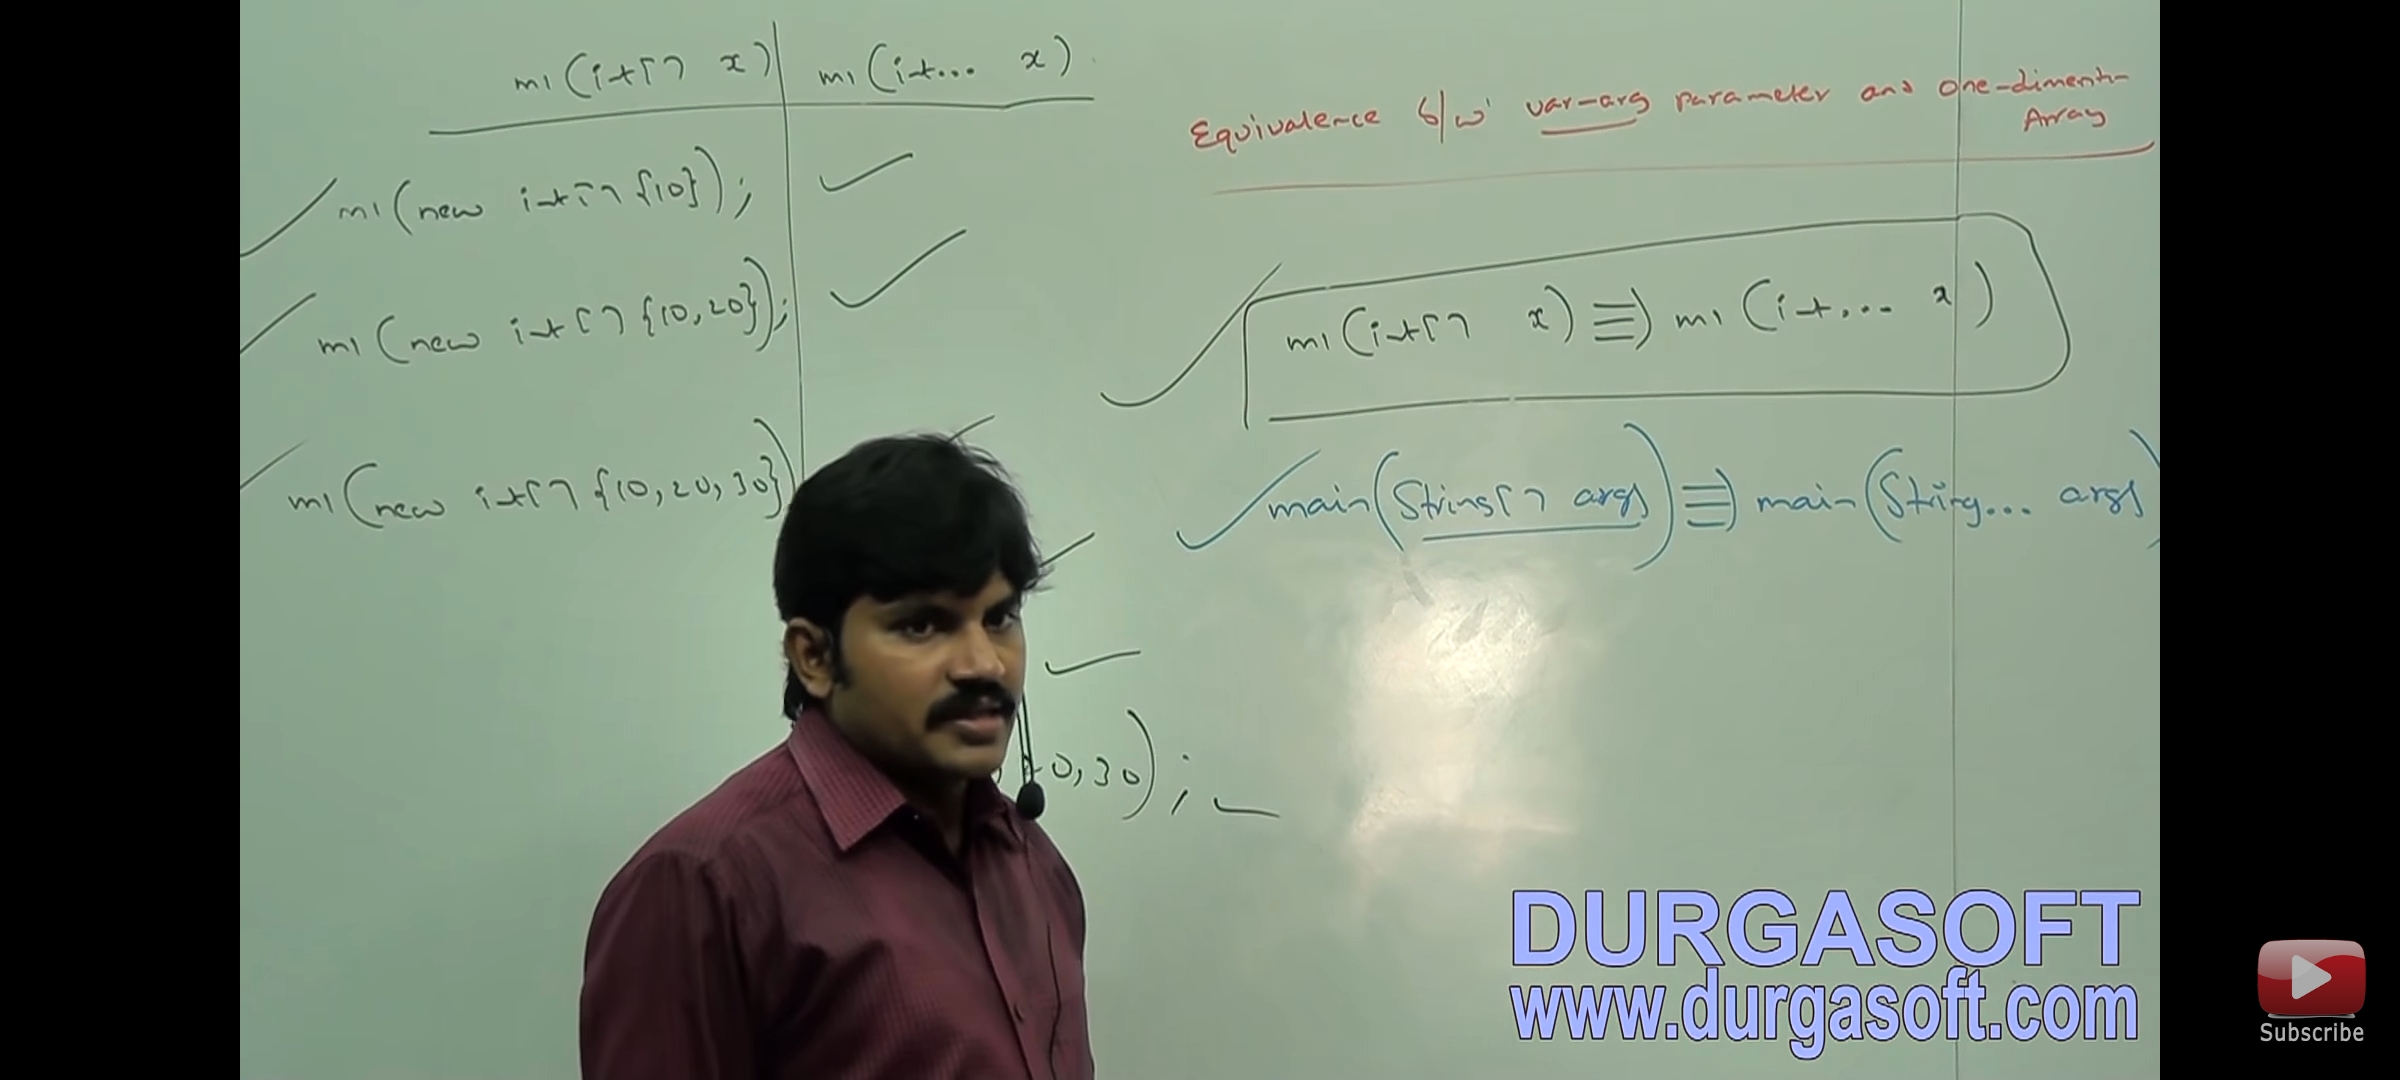 m1(int[] x) m1(int... x)
m1(new int[] {10});
m1(new int[] {10,20});
m1(new int[] {10,20,30})
0,30);
Equivalence b/w var-arg parameter and one-dimenti-
Array
m1(int[] x) ≡) m1(int... x)
main(String[] args) ≡) main(String... args)
DURGASOFT
www.durgasoft.com
Subscribe